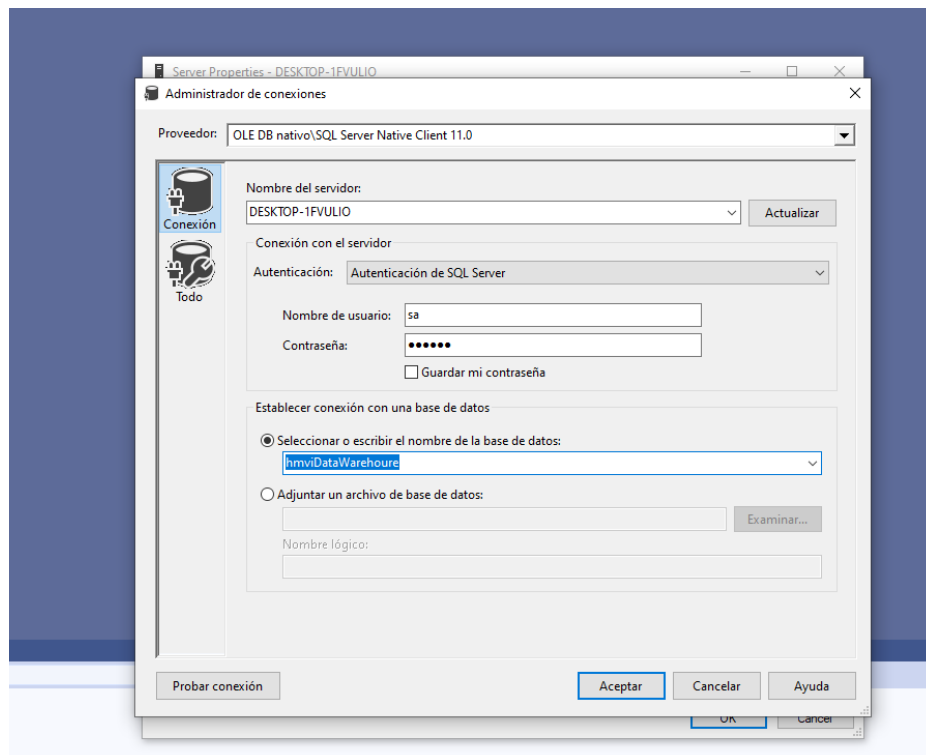 Server Properties - DESKTOP-1FVULIO
Administrador de conexiones
Proveedor: OLE DB nativo\SQL Server Native Client 11.0
Conexión
Todo
Nombre del servidor:
DESKTOP-1FVULIO Actualizar
Conexión con el servidor
Autenticación: Autenticación de SQL Server
Nombre de usuario: sa
Contraseña: ••••••
Guardar mi contraseña
Establecer conexión con una base de datos
Seleccionar o escribir el nombre de la base de datos:
hmviDataWarehoure
Adjuntar un archivo de base de datos:
Examinar...
Nombre lógico:
Probar conexión Aceptar Cancelar Ayuda
OK Cancel